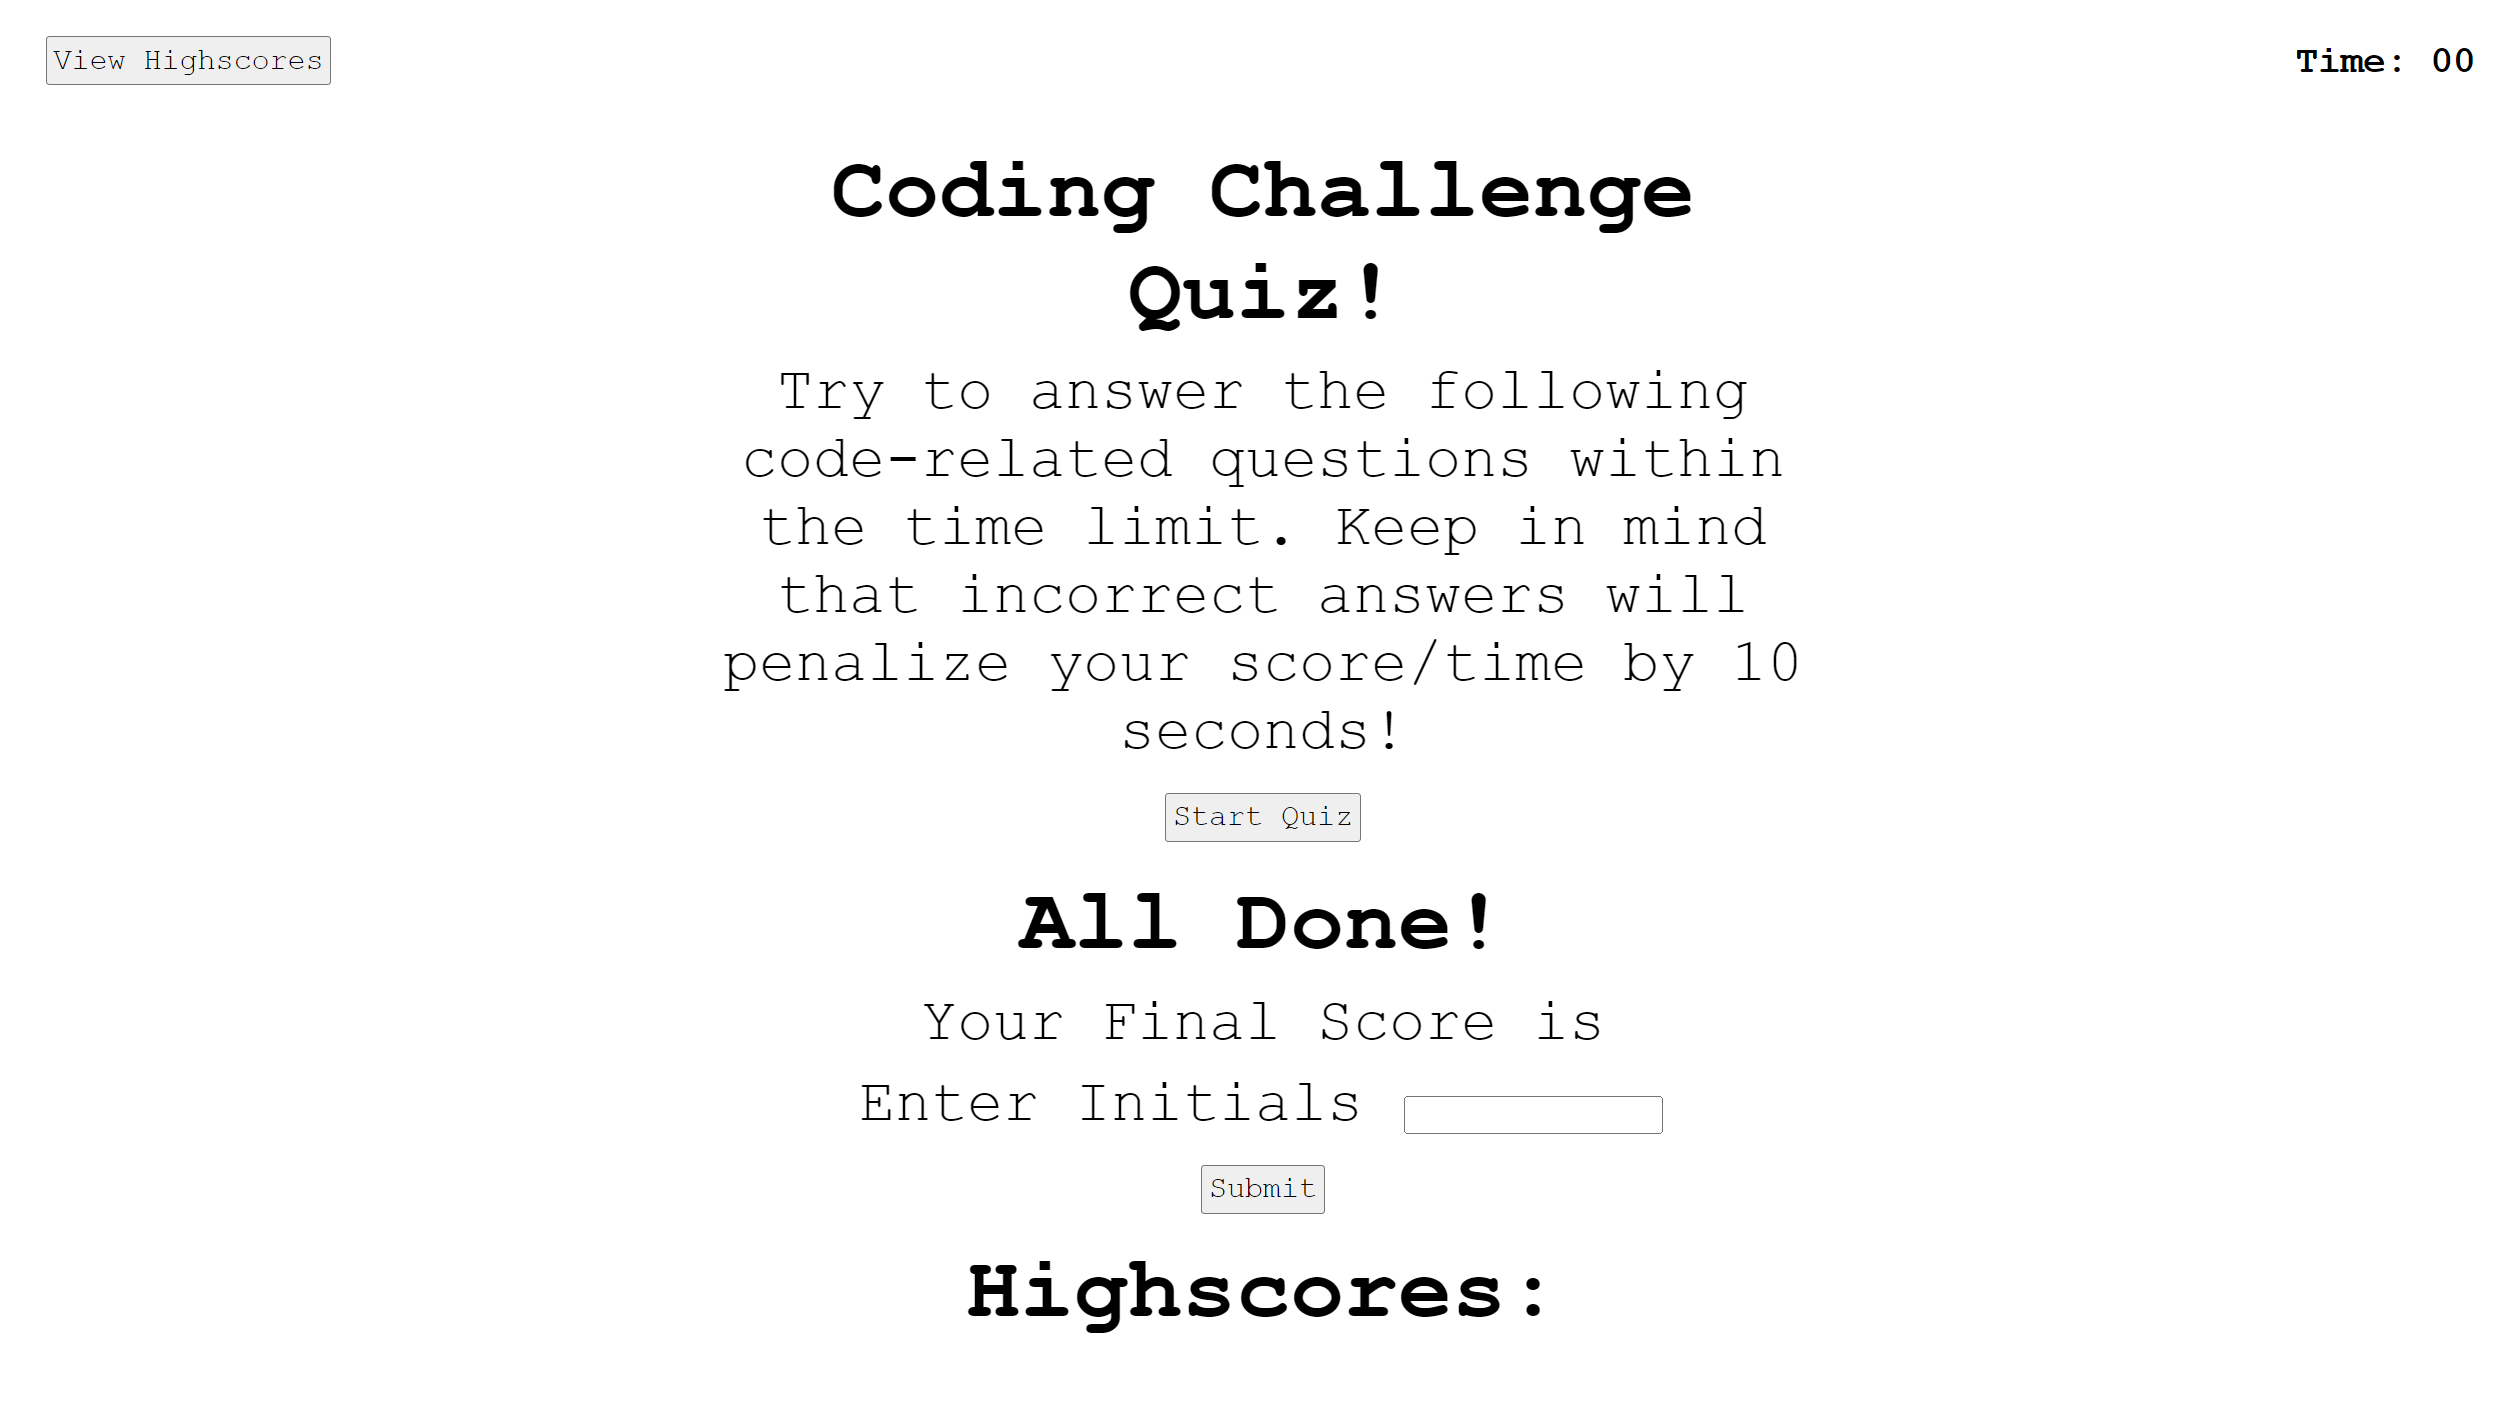 View Highscores
Time: 00
Coding Challenge
Quiz!
Try to answer the following
code-related questions within
the time limit. Keep in mind
that incorrect answers will
penalize your score/time by 10
seconds!
Start Quiz
All Done!
Your Final Score is
Enter Initials
Submit
Highscores: